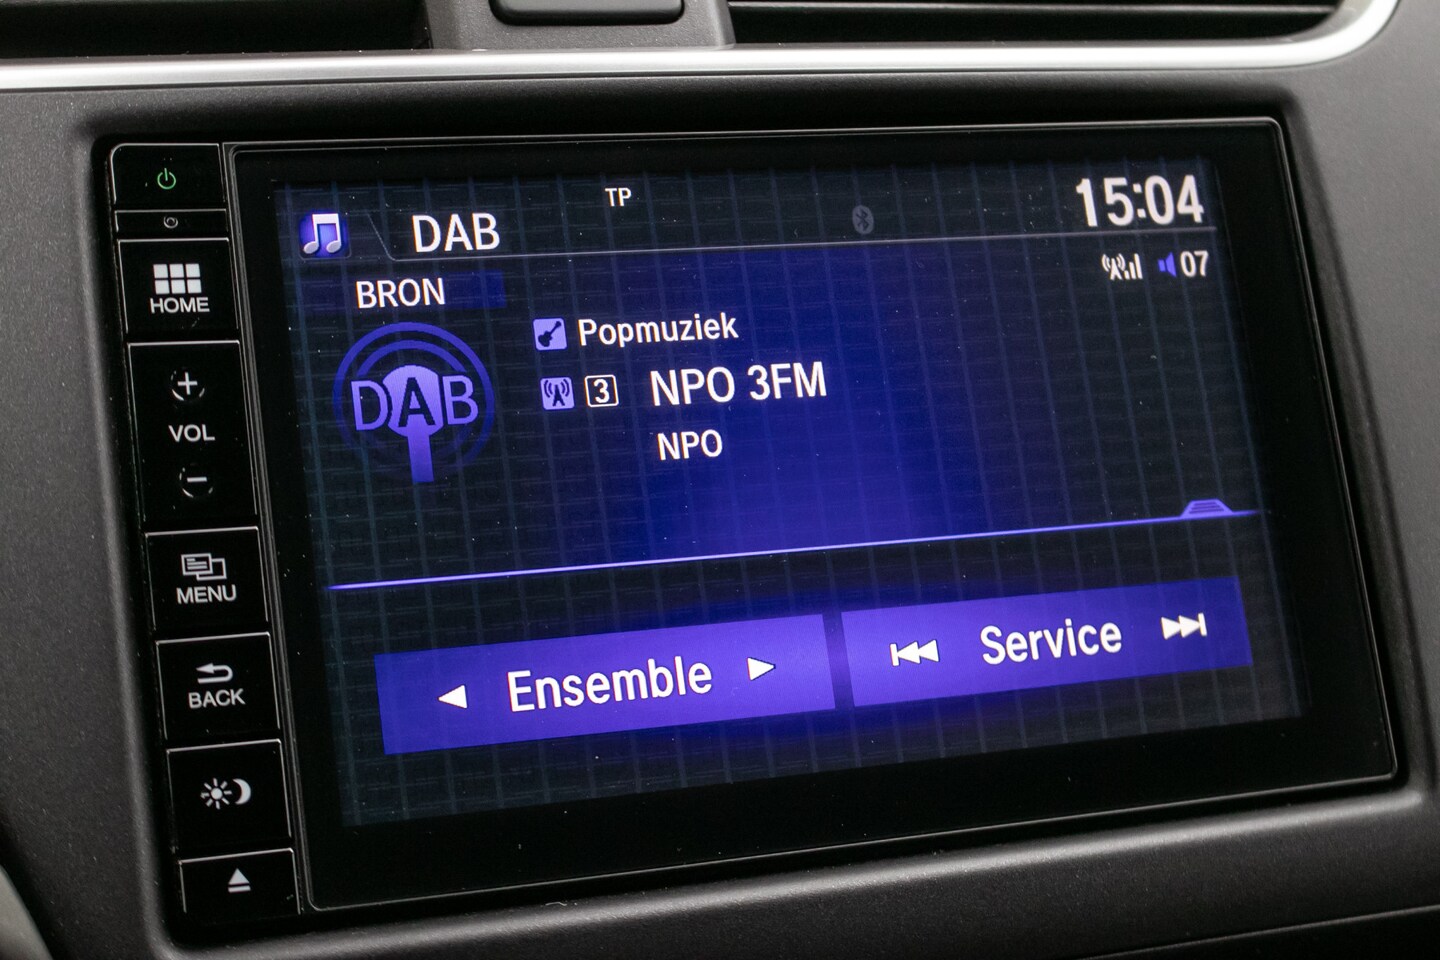 TP
15:04
DAB
07
BRON
Popmuziek
DAB
3 NPO 3FM
NPO
Ensemble
Service
HOME
+
VOL
-
MENU
BACK